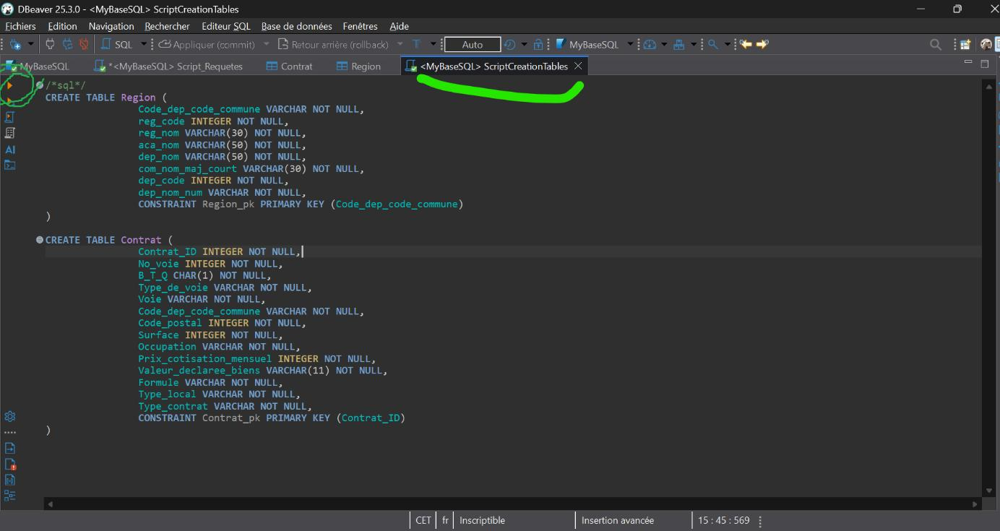 DBeaver 25.3.0 - <MyBaseSQL> ScriptCreationTables
Fichiers Edition Navigation Rechercher Editeur SQL Base de données Fenêtres Aide
SQL Appliquer (commit) Retour arrière (rollback) T Auto MyBaseSQL
MyBaseSQL *<MyBaseSQL> Script_Requetes Contrat Region <MyBaseSQL> ScriptCreationTables
/*sql*/
CREATE TABLE Region (
Code_dep_code_commune VARCHAR NOT NULL,
reg_code INTEGER NOT NULL,
reg_nom VARCHAR(30) NOT NULL,
aca_nom VARCHAR(50) NOT NULL,
dep_nom VARCHAR(50) NOT NULL,
com_nom_maj_court VARCHAR(30) NOT NULL,
dep_code INTEGER NOT NULL,
dep_nom_num VARCHAR NOT NULL,
CONSTRAINT Region_pk PRIMARY KEY (Code_dep_code_commune)
)
CREATE TABLE Contrat (
Contrat_ID INTEGER NOT NULL,
No_voie INTEGER NOT NULL,
B_T_Q CHAR(1) NOT NULL,
Type_de_voie VARCHAR NOT NULL,
Voie VARCHAR NOT NULL,
Code_dep_code_commune VARCHAR NOT NULL,
Code_postal INTEGER NOT NULL,
Surface INTEGER NOT NULL,
Occupation VARCHAR NOT NULL,
Prix_cotisation_mensuel INTEGER NOT NULL,
Valeur_declaree_biens VARCHAR(11) NOT NULL,
Formule VARCHAR NOT NULL,
Type_local VARCHAR NOT NULL,
Type_contrat VARCHAR NOT NULL,
CONSTRAINT Contrat_pk PRIMARY KEY (Contrat_ID)
)
AI
CET fr Inscriptible Insertion avancée 15 : 45 : 569